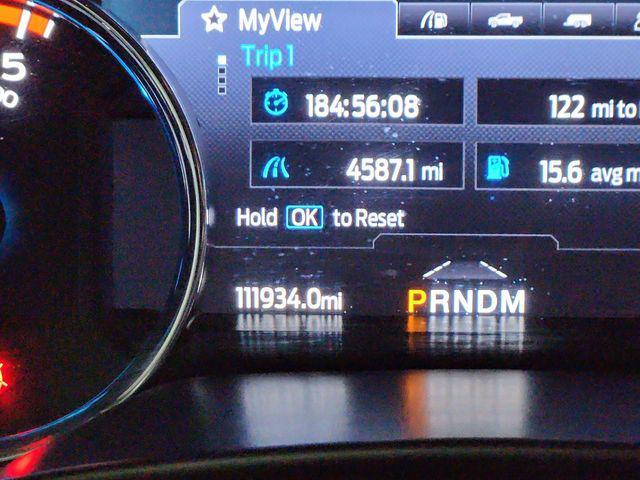 MyView
Trip 1
184:56:08
122 mi to
4587.1 mi
15.6 avg
Hold OK to Reset
111934.0mi
PRNDM
5